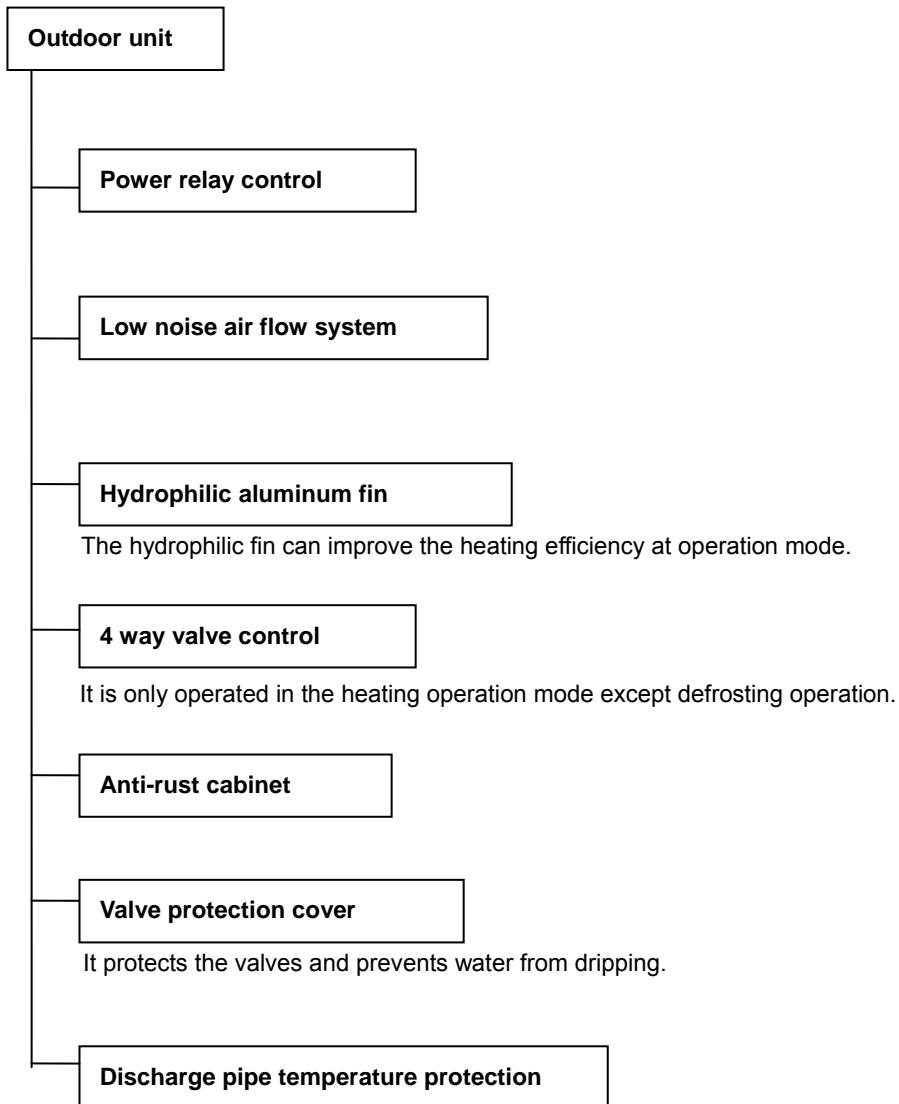 Outdoor unit
Power relay control
Low noise air flow system
Hydrophilic aluminum fin
The hydrophilic fin can improve the heating efficiency at operation mode.
4 way valve control
It is only operated in the heating operation mode except defrosting operation.
Anti-rust cabinet
Valve protection cover
It protects the valves and prevents water from dripping.
Discharge pipe temperature protection